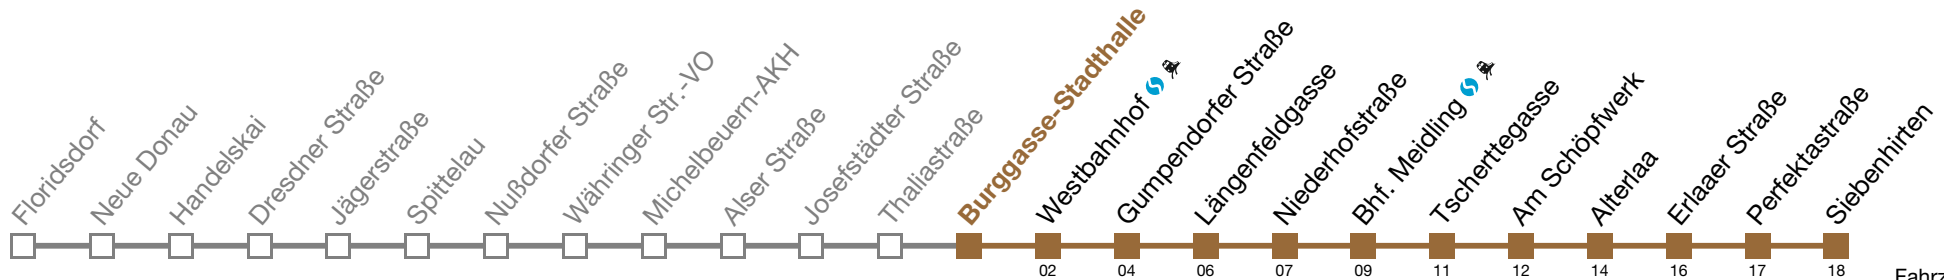 Floridsdorf
Neue Donau
Handelskai
Dresdner Straße
Jägerstraße
Spittelau
Nußdorfer Straße
Währinger Str.-VO
Michelbeuern-AKH
Alser Straße
Josefstädter Straße
Thaliastraße
Burggasse-Stadthalle
Westbahnhof
Gumpendorfer Straße
Längenfeldgasse
Niederhofstraße
Bhf. Meidling
Tscherttegasse
Am Schöpfwerk
Alterlaa
Erlaaer Straße
Perfektastraße
Siebenhirten
02 04 06 07 09 11 12 14 16 17 18
Fahrz